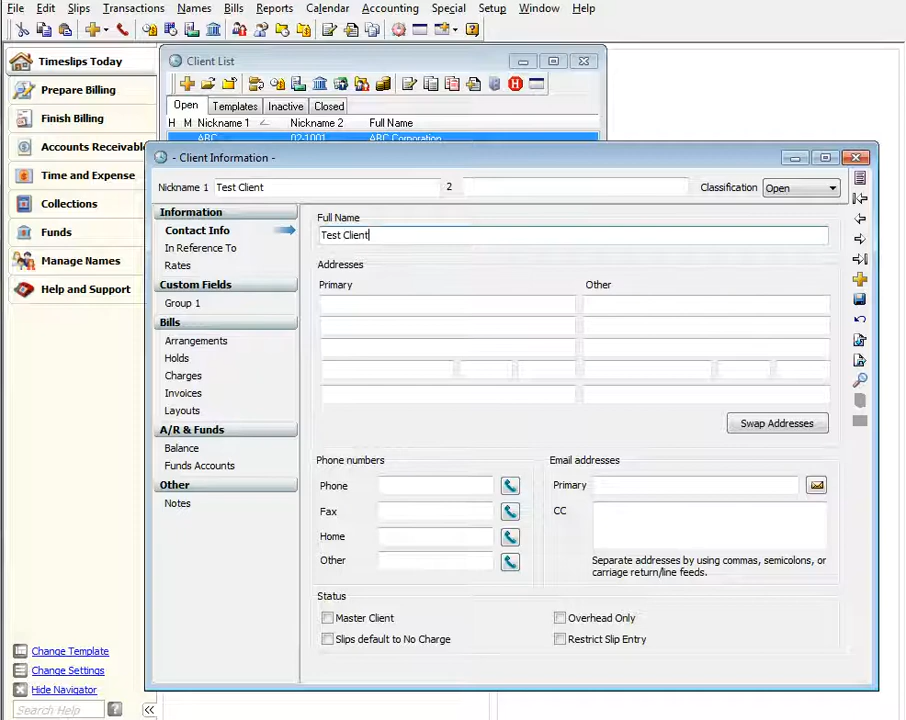 File Edit Slips Transactions Names Bills Reports Calendar Accounting Special Setup Window Help
Timeslips Today
Prepare Billing
Finish Billing
Accounts Receivable
Time and Expense
Collections
Funds
Manage Names
Help and Support
Change Template
Change Settings
Hide Navigator
Search Help
Client List
Open Templates Inactive Closed
H M Nickname 1 Nickname 2 Full Name
ABC 02-1001 ABC Corporation
- Client Information -
Nickname 1 Test Client 2 Classification Open
Information
Contact Info
In Reference To
Rates
Custom Fields
Group 1
Bills
Arrangements
Holds
Charges
Invoices
Layouts
A/R & Funds
Balance
Funds Accounts
Other
Notes
Full Name
Test Client
Addresses
Primary Other
Swap Addresses
Phone numbers
Phone
Fax
Home
Other
Email addresses
Primary
CC
Separate addresses by using commas, semicolons, or
carriage return/line feeds.
Status
Master Client Overhead Only
Slips default to No Charge Restrict Slip Entry